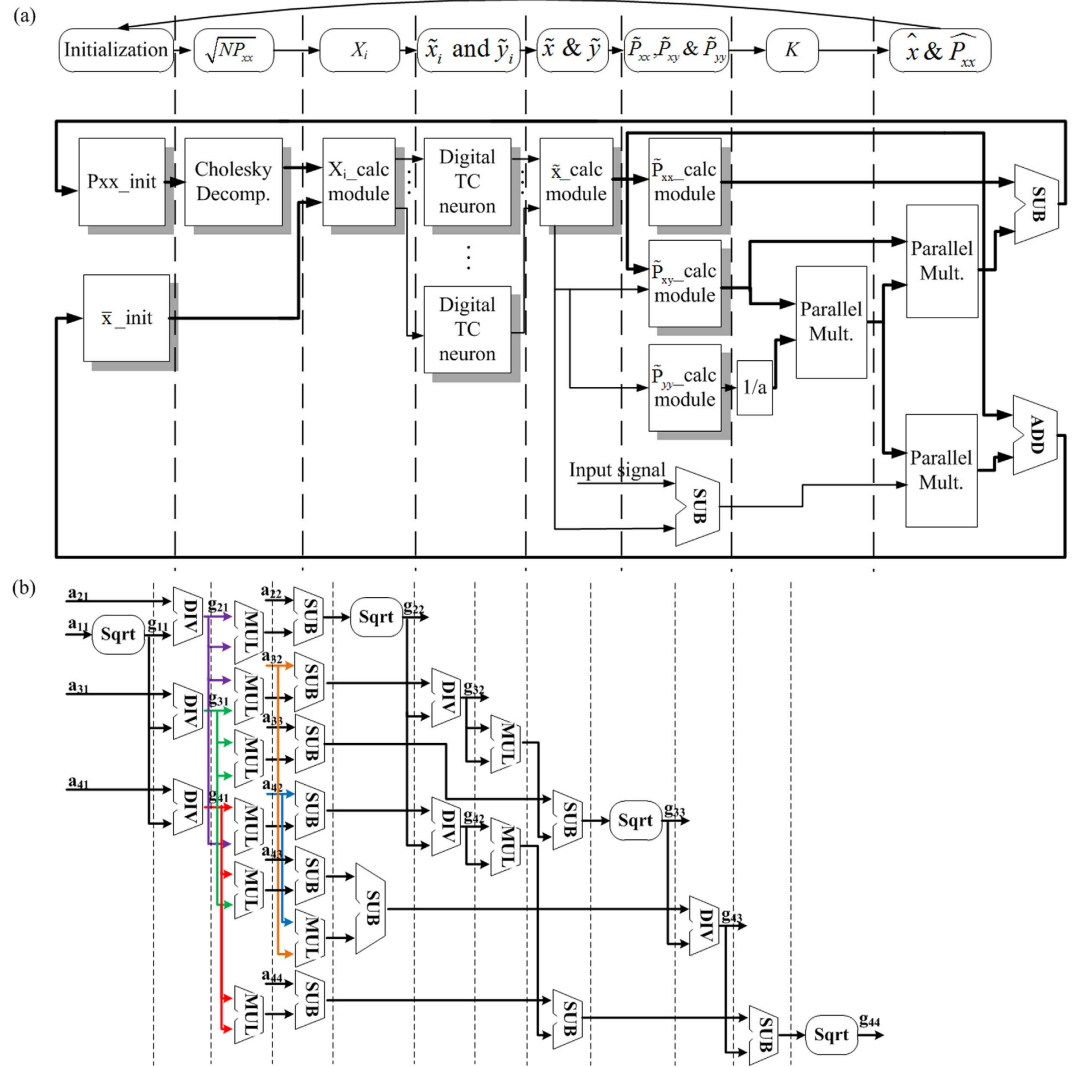 (a)
Initialization
√NPxx
Xi
x̃i and ỹi
x̃ & ỹ
P̃xx,P̃xy & P̃yy
K
x̂ & P̂xx
Pxx_init
Cholesky
Decomp.
Xi_calc
module
Digital
TC
neuron
x̃_calc
module
P̃xx_calc
module
SUB
P̃xy_calc
module
Parallel
Mult.
x̄_init
Digital
TC
neuron
Parallel
Mult.
P̃yy_calc
module
1/a
ADD
Parallel
Mult.
Input signal
SUB
(b)
a21
DIV
g21
a22
SUB
Sqrt
g22
a11
Sqrt
g11
MUL
a32
SUB
a31
DIV
g31
MUL
DIV
g32
a33
SUB
MUL
MUL
a41
DIV
g41
a42
SUB
MUL
DIV
g42
MUL
SUB
Sqrt
g33
a43
SUB
MUL
SUB
MUL
DIV
g43
a44
SUB
MUL
SUB
SUB
Sqrt
g44